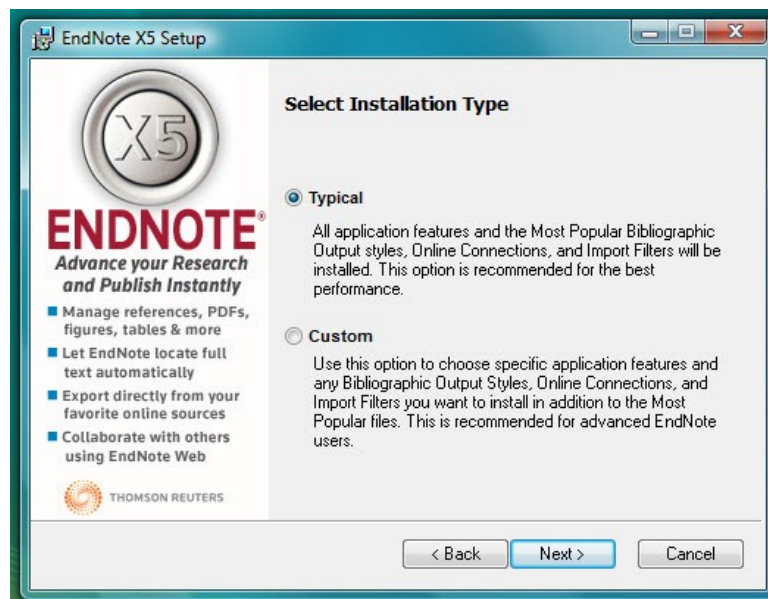 EndNote X5 Setup
X5
ENDNOTE®
Advance your Research
and Publish Instantly
Manage references, PDFs,
figures, tables & more
Let EndNote locate full
text automatically
Export directly from your
favorite online sources
Collaborate with others
using EndNote Web
THOMSON REUTERS
Select Installation Type
Typical
All application features and the Most Popular Bibliographic
Output styles, Online Connections, and Import Filters will be
installed. This option is recommended for the best
performance.
Custom
Use this option to choose specific application features and
any Bibliographic Output Styles, Online Connections, and
Import Filters you want to install in addition to the Most
Popular files. This is recommended for advanced EndNote
users.
< Back
Next >
Cancel